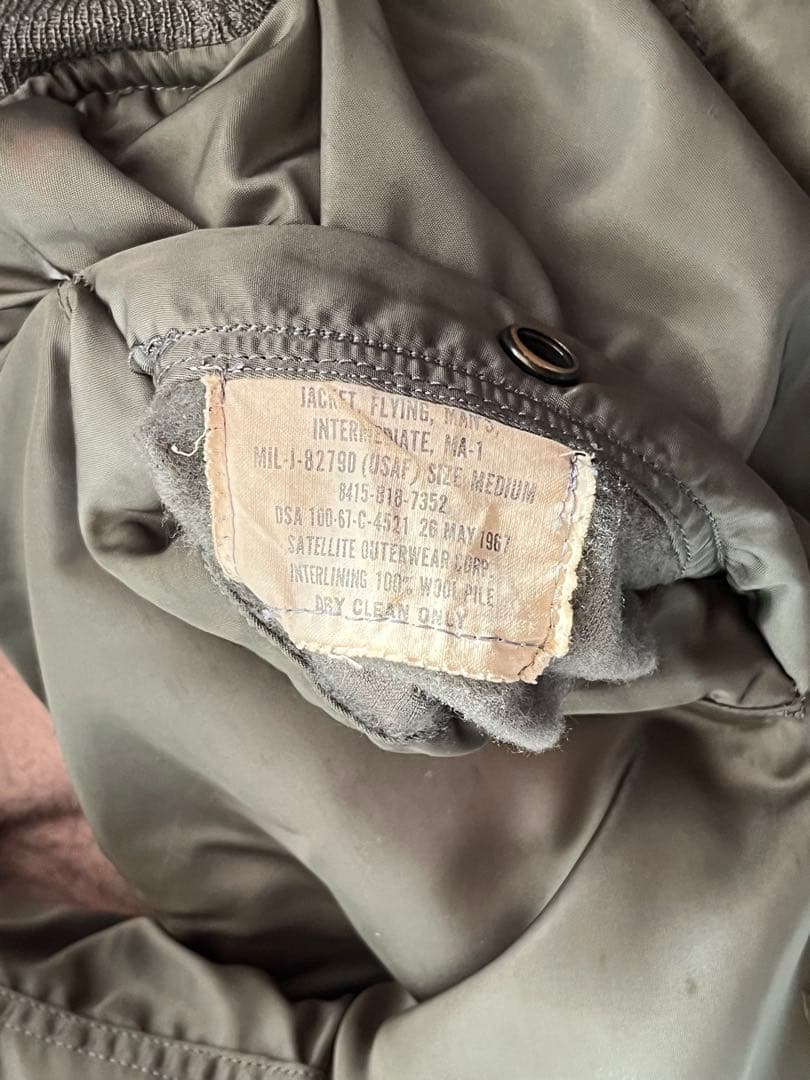 JACKET, FLYING, MAN'S,
INTERMEDIATE, MA-1
MIL-J-8279D (USAF) SIZE MEDIUM
8415-818-7352
DSA 100-67-C-4521 26 MAY 1967
SATELLITE OUTERWEAR CORP.
INTERLINING 100% WOOL PILE
DRY CLEAN ONLY